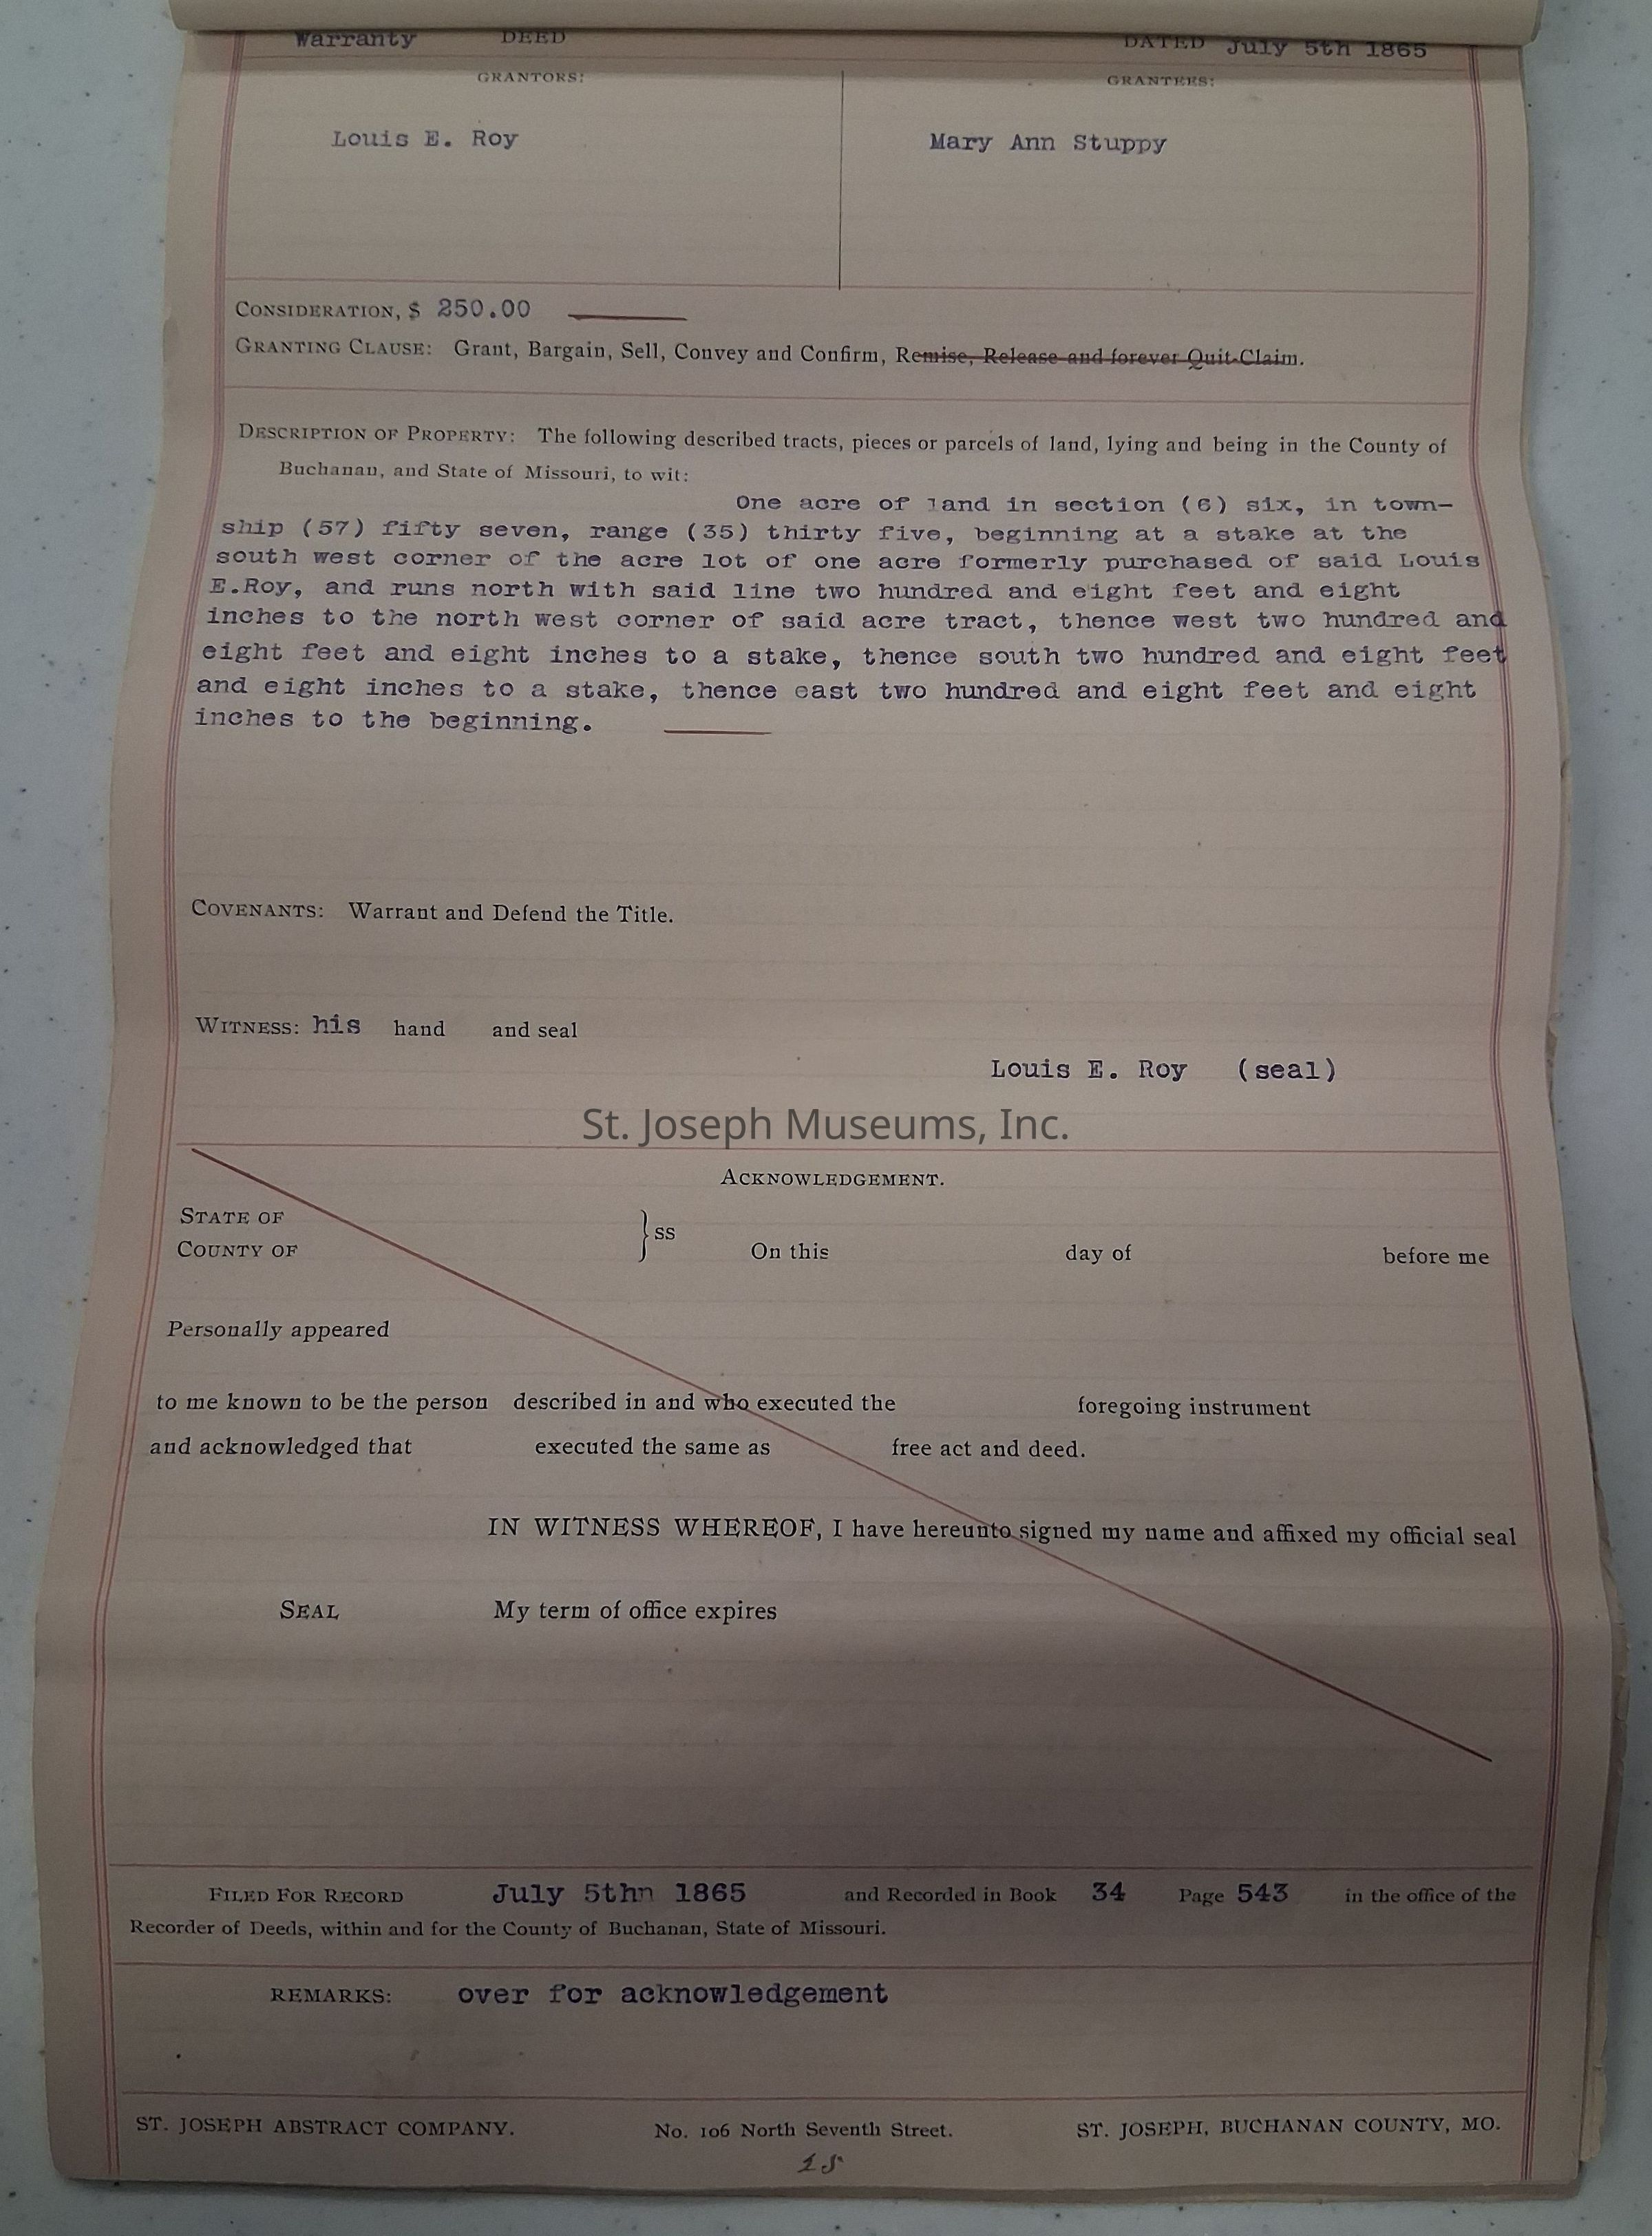 Warranty DEED DATED July 5th 1865
GRANTORS: GRANTEES:
Louis E. Roy Mary Ann Stuppy
CONSIDERATION, $ 250.00
GRANTING CLAUSE: Grant, Bargain, Sell, Convey and Confirm, Remise, Release and forever Quit-Claim.
DESCRIPTION OF PROPERTY: The following described tracts, pieces or parcels of land, lying and being in the County of
Buchanan, and State of Missouri, to wit:
One acre of land in section (6) six, in town-
ship (57) fifty seven, range (35) thirty five, beginning at a stake at the
south west corner of the acre lot of one acre formerly purchased of said Louis
E.Roy, and runs north with said line two hundred and eight feet and eight
inches to the north west corner of said acre tract, thence west two hundred and
eight feet and eight inches to a stake, thence south two hundred and eight feet
and eight inches to a stake, thence east two hundred and eight feet and eight
inches to the beginning.
COVENANTS: Warrant and Defend the Title.
WITNESS: his hand and seal
Louis E. Roy (seal)
St. Joseph Museums, Inc.
ACKNOWLEDGEMENT.
STATE OF
COUNTY OF } ss On this day of before me
Personally appeared
to me known to be the person described in and who executed the foregoing instrument
and acknowledged that executed the same as free act and deed.
IN WITNESS WHEREOF, I have hereunto signed my name and affixed my official seal
SEAL My term of office expires
FILED FOR RECORD July 5thn 1865 and Recorded in Book 34 Page 543 in the office of the
Recorder of Deeds, within and for the County of Buchanan, State of Missouri.
REMARKS: over for acknowledgement
ST. JOSEPH ABSTRACT COMPANY. No. 106 North Seventh Street. ST. JOSEPH, BUCHANAN COUNTY, MO.